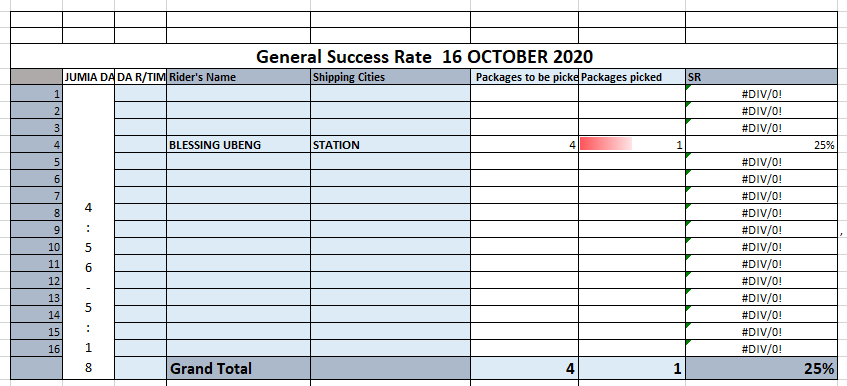 General Success Rate 16 OCTOBER 2020
JUMIA DA DA R/TIM Rider's Name Shipping Cities Packages to be picke Packages picked SR
1 #DIV/0!
2 #DIV/0!
3 #DIV/0!
4 BLESSING UBENG STATION 4 1 25%
5 #DIV/0!
6 #DIV/0!
7 #DIV/0!
8 #DIV/0!
9 #DIV/0!
10 #DIV/0!
11 #DIV/0!
12 #DIV/0!
13 #DIV/0!
14 #DIV/0!
15 #DIV/0!
16 #DIV/0!
4:56-5:18
Grand Total 4 1 25%
,